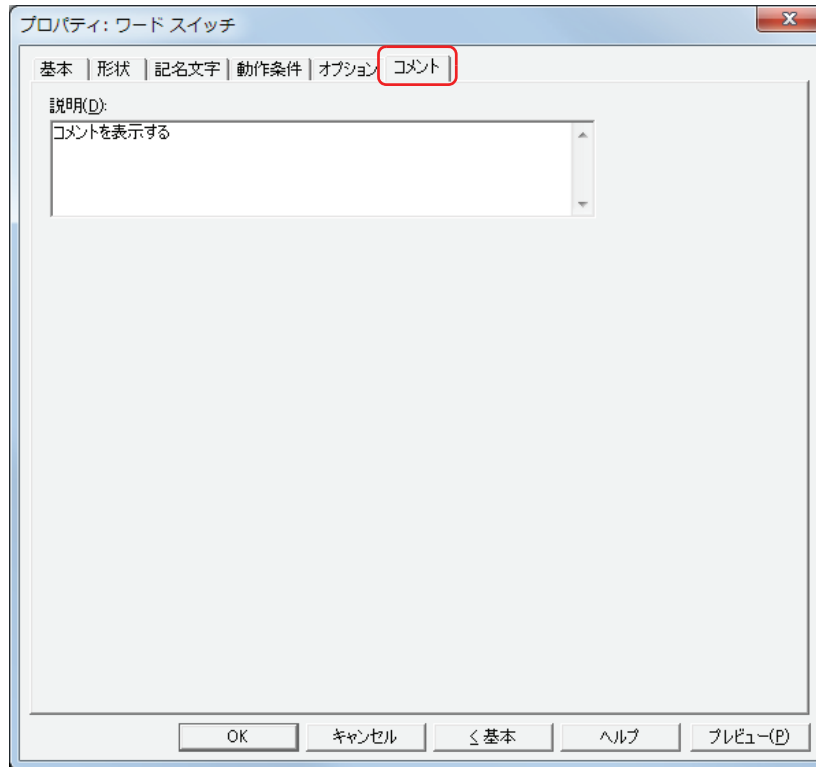 プロパティ: ワード スイッチ
基本 形状 記名文字 動作条件 オプション コメント
説明(D):
コメントを表示する
OK キャンセル < 基本 ヘルプ プレビュー(P)